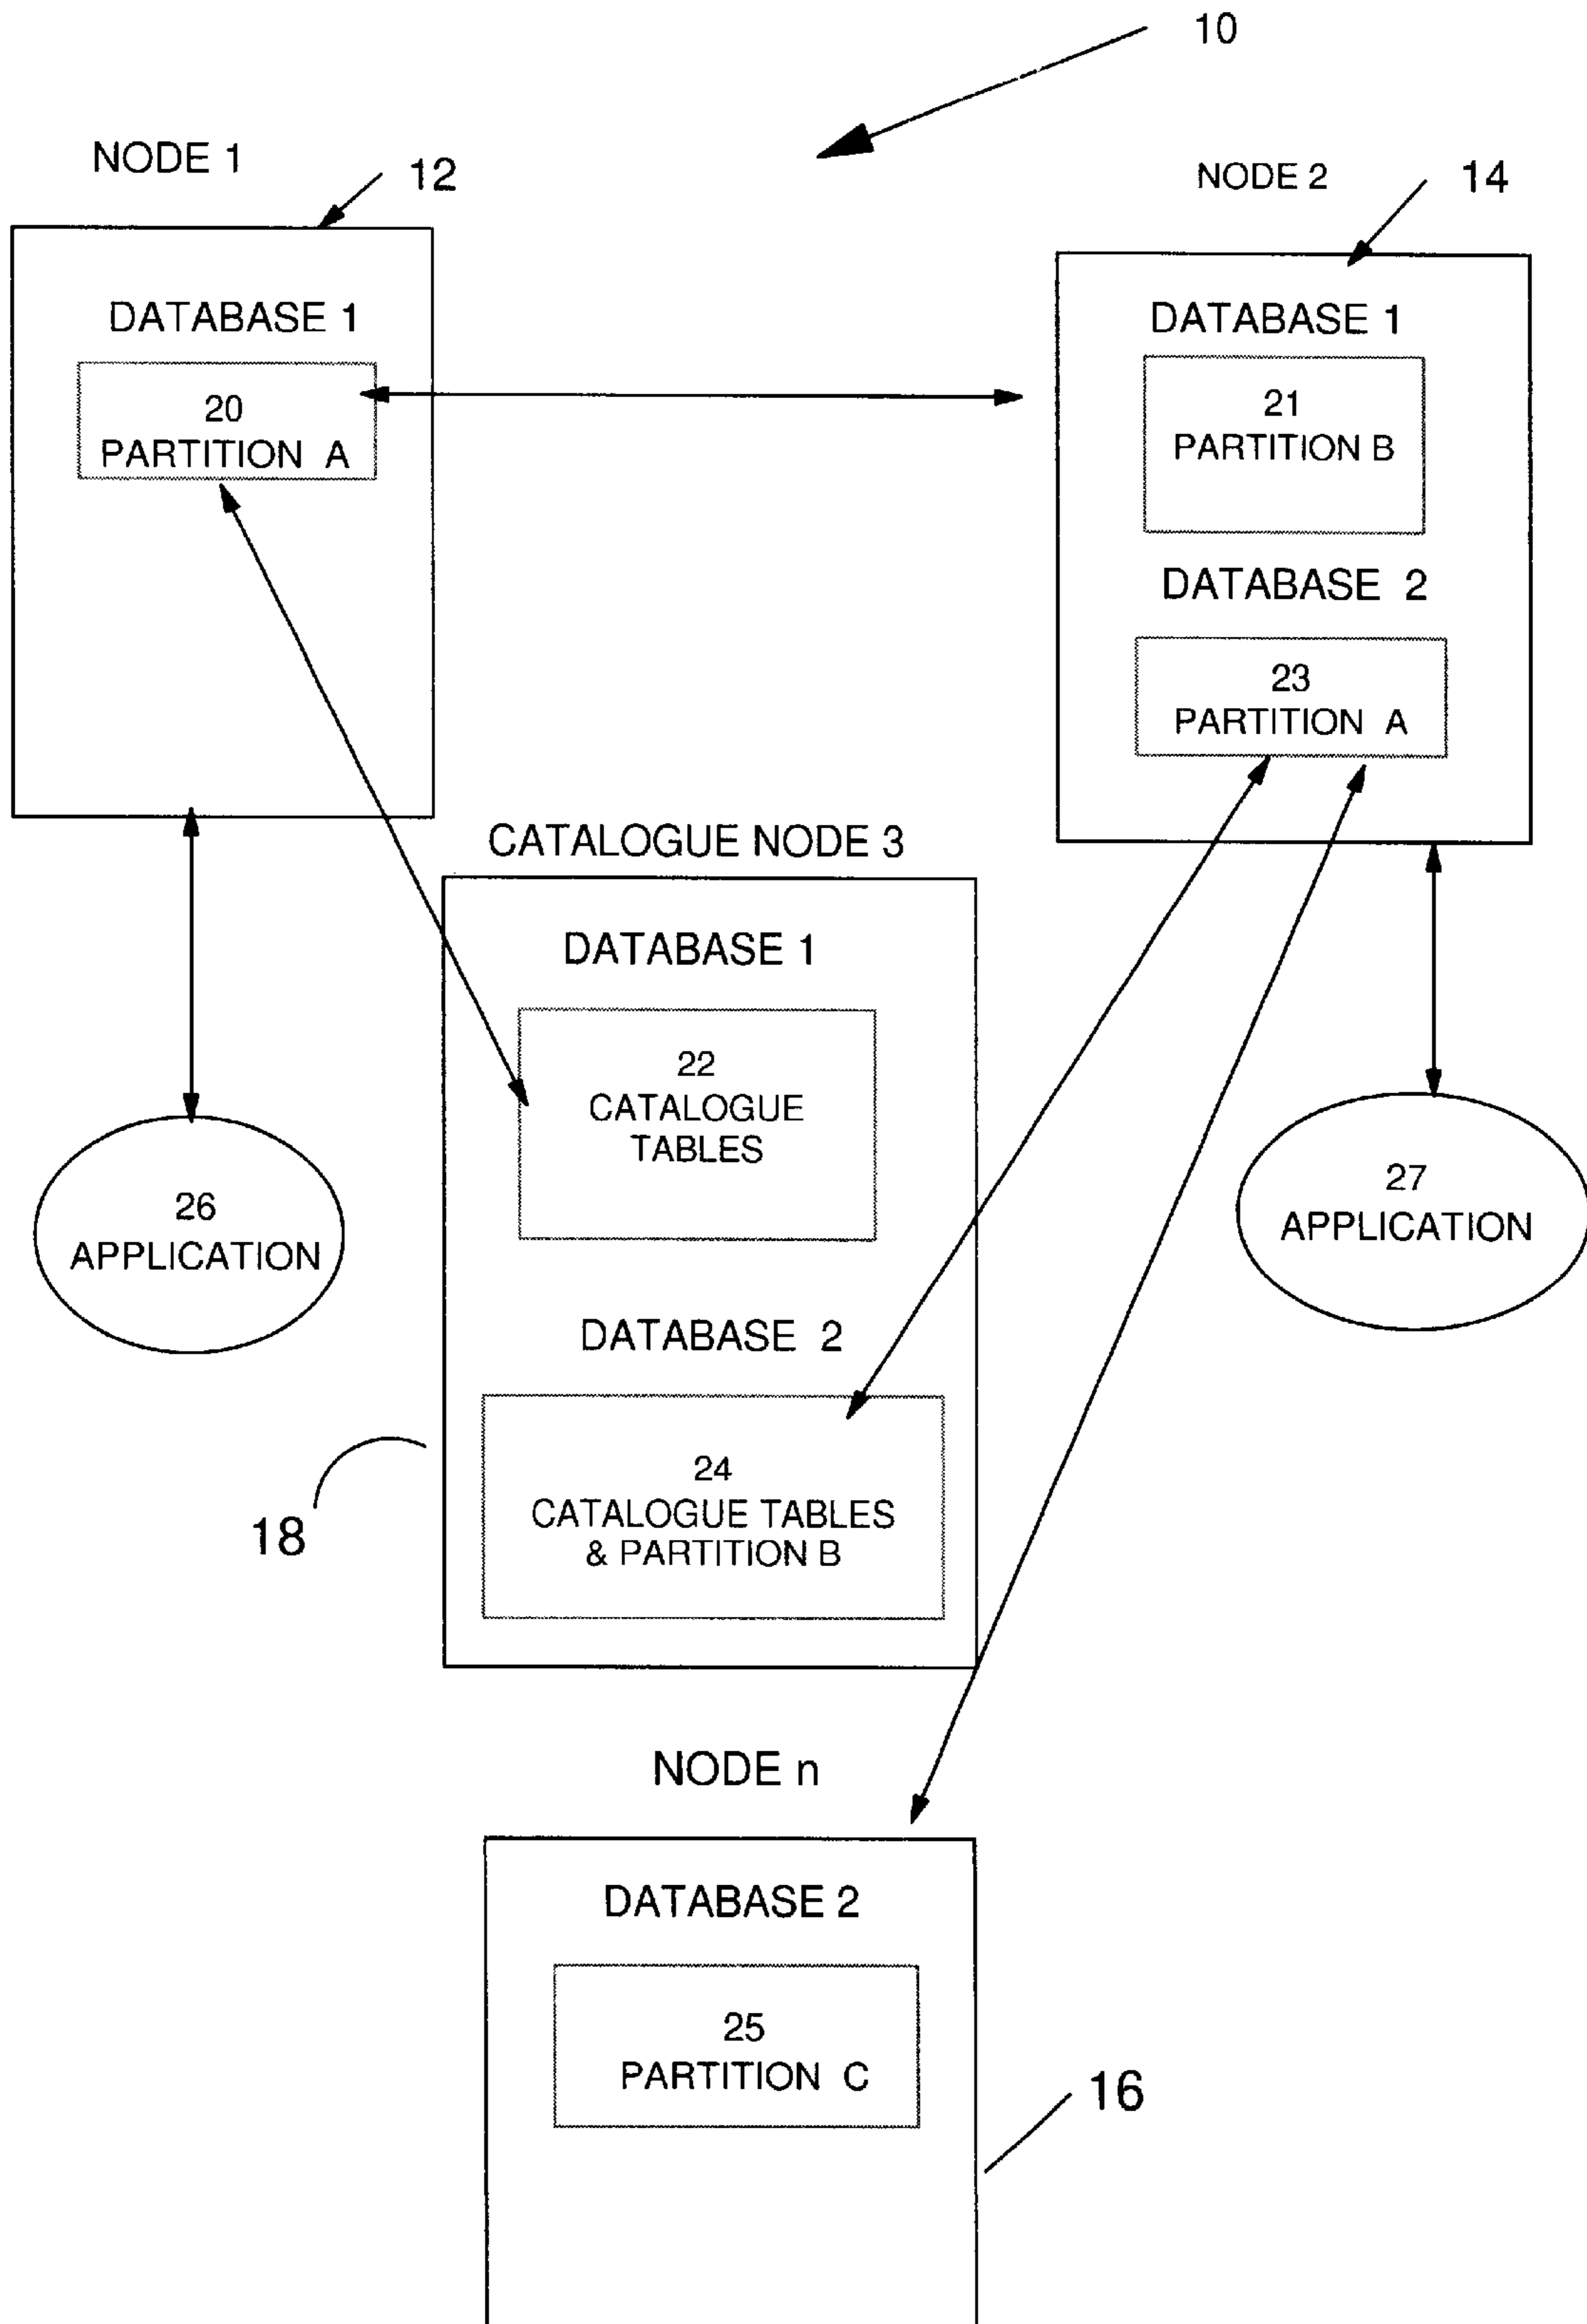 10
NODE 1
12
NODE 2
14
DATABASE 1
20
PARTITION A
DATABASE 1
21
PARTITION B
DATABASE 2
23
PARTITION A
CATALOGUE NODE 3
DATABASE 1
22
CATALOGUE
TABLES
26
APPLICATION
27
APPLICATION
DATABASE 2
24
CATALOGUE TABLES
& PARTITION B
18
NODE n
DATABASE 2
25
PARTITION C
16